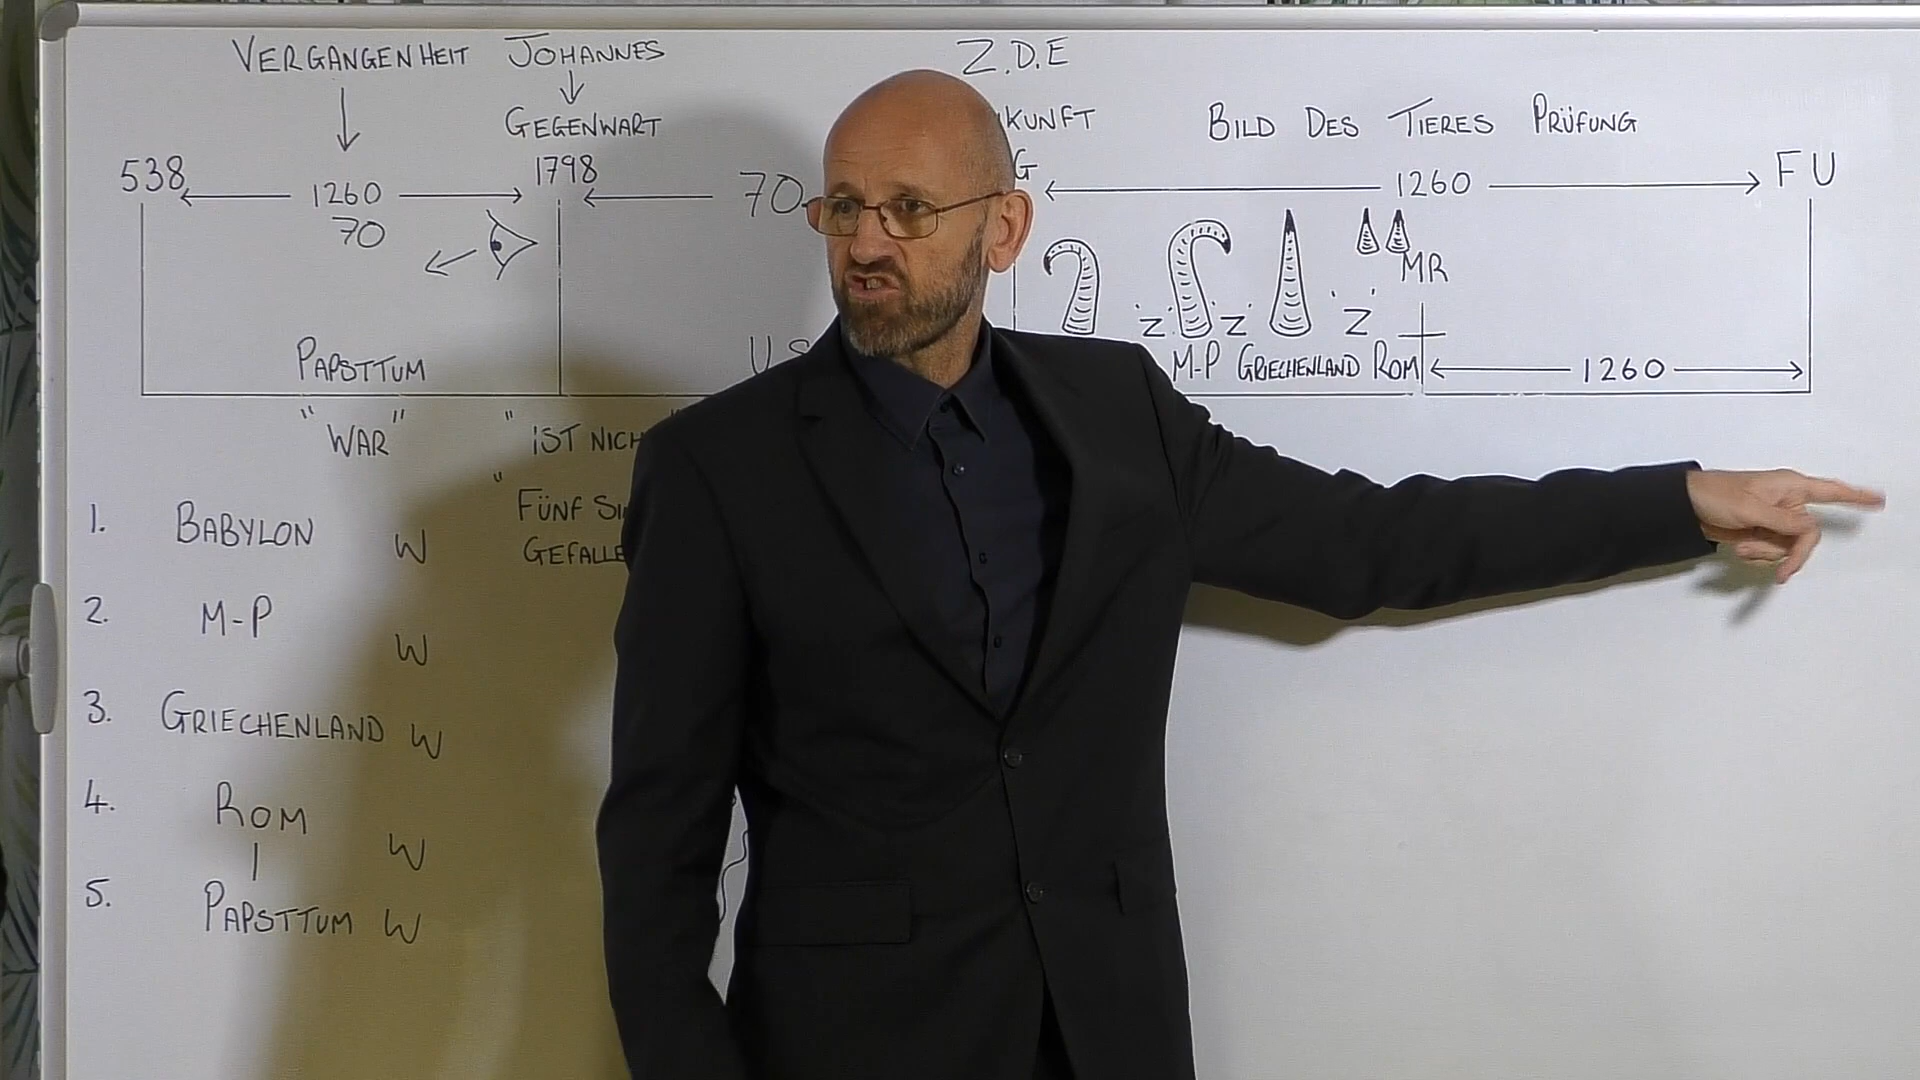 VERGANGENHEIT JOHANNES Z.D.E
GEGENWART KUNFT BILD DES TIERES PRÜFUNG
538 1260 1798 70 G 1260 FU
70
MR
"Z" "Z" "Z"
PAPSTTUM US M-P GRIECHENLAND ROM 1260
"WAR" "IST NICH
"FÜNF SI
GEFALLE
1. BABYLON W
2. M-P W
3. GRIECHENLAND W
4. ROM W
5. PAPSTTUM W